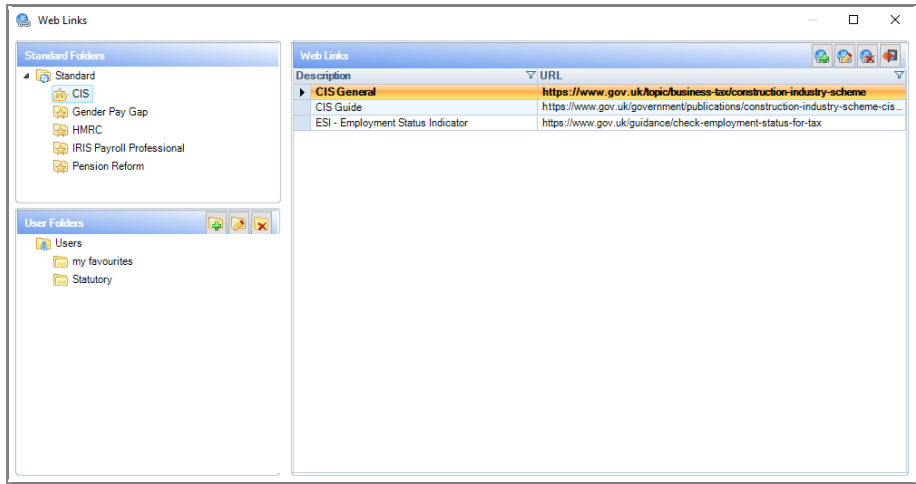 Web Links
Standard Folders
Standard
CIS
Gender Pay Gap
HMRC
IRIS Payroll Professional
Pension Reform
User Folders
Users
my favourites
Statutory
Web Links
Description URL
CIS General https://www.gov.uk/topic/business-tax/construction-industry-scheme
CIS Guide https://www.gov.uk/government/publications/construction-industry-scheme-cis...
ESI - Employment Status Indicator https://www.gov.uk/guidance/check-employment-status-for-tax